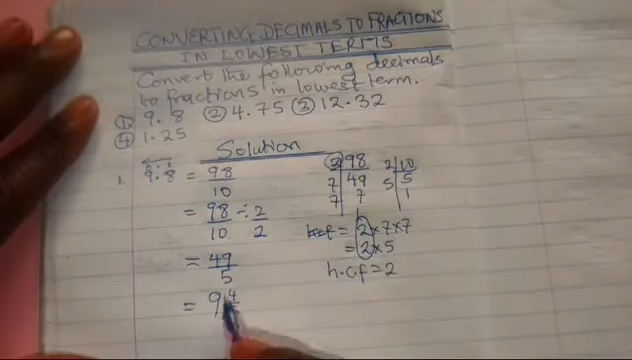 CONVERTING DECIMALS TO FRACTIONS
IN LOWEST TERMS
Convert the following decimals
to fractions in lowest term.
① 9.8 ② 4.75 ③ 12.32
④ 1.25
Solution
1. 9.8 = 98/10
= 98/10 ÷ 2/2
= 49/5
= 9 4
2 98
7 49
7 7
1
2 10
5 5
1
= 2×7×7
= 2×5
h.c.f = 2